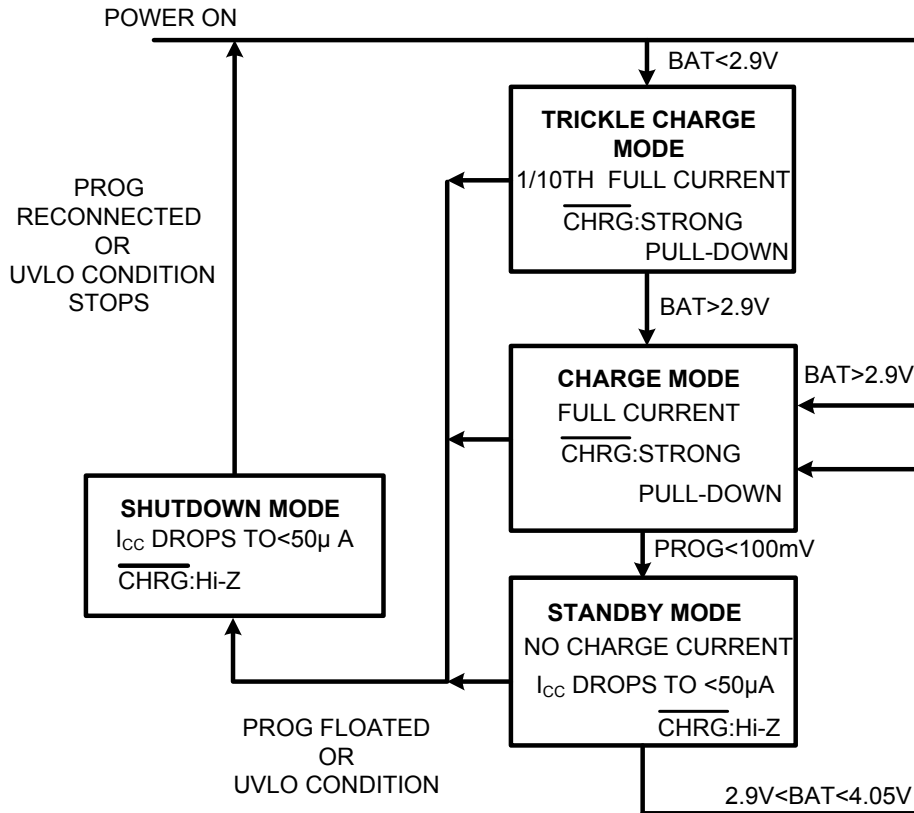 POWER ON
BAT<2.9V
TRICKLE CHARGE
MODE
1/10TH FULL CURRENT
CHRG:STRONG
PULL-DOWN
PROG
RECONNECTED
OR
UVLO CONDITION
STOPS
BAT>2.9V
CHARGE MODE
FULL CURRENT
CHRG:STRONG
PULL-DOWN
BAT>2.9V
SHUTDOWN MODE
ICC DROPS TO<50µ A
CHRG:Hi-Z
PROG<100mV
STANDBY MODE
NO CHARGE CURRENT
ICC DROPS TO <50µA
CHRG:Hi-Z
PROG FLOATED
OR
UVLO CONDITION
2.9V<BAT<4.05V